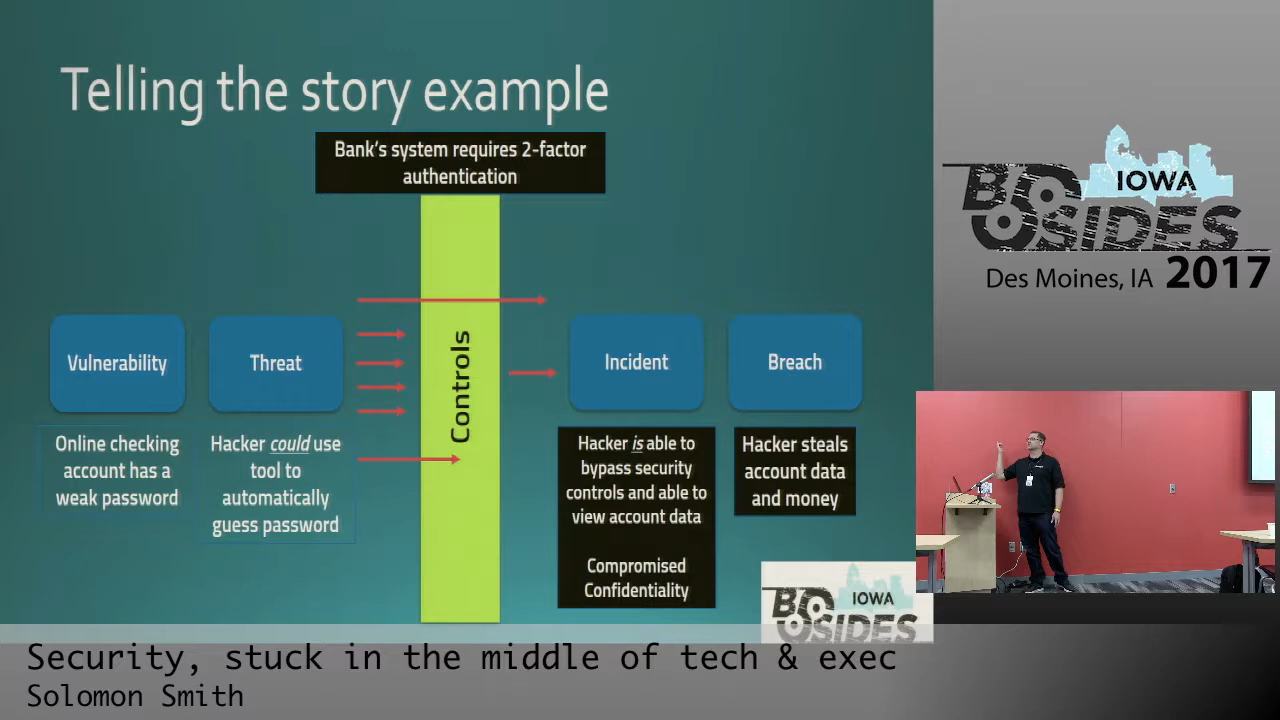 Telling the story example
Bank's system requires 2-factor
authentication
Controls
Vulnerability
Threat
Incident
Breach
Online checking
account has a
weak password
Hacker could use
tool to
automatically
guess password
Hacker is able to
bypass security
controls and able to
view account data
Compromised
Confidentiality
Hacker steals
account data
and money
BSIDES
IOWA
IOWA
BSIDES
Des Moines, IA 2017
Security, stuck in the middle of tech & exec
Solomon Smith